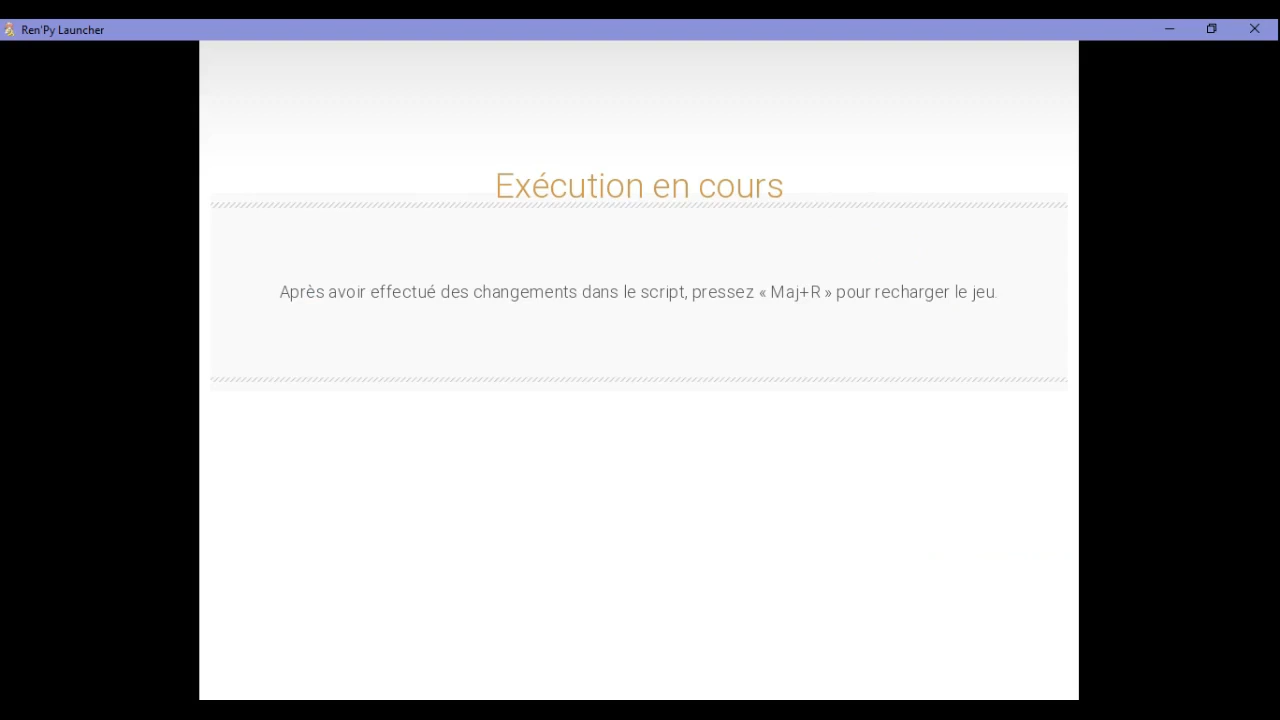 Ren'Py Launcher
Exécution en cours
Après avoir effectué des changements dans le script, pressez « Maj+R » pour recharger le jeu.